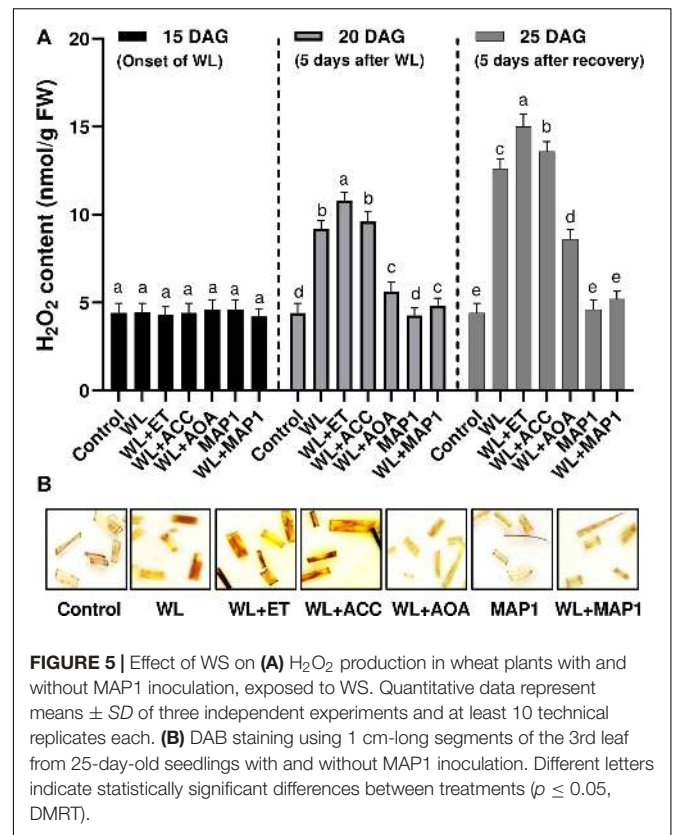 A
20
15 DAG
(Onset of WL)
20 DAG
(5 days after WL)
25 DAG
(5 days after recovery)
H₂O₂ content (nmol/g FW)
15
10
5
0
a a a a a a a
d b a b c d c
e c a b d e e
Control WL WL+ET WL+ACC WL+AOA MAP1 WL+MAP1
Control WL WL+ET WL+ACC WL+AOA MAP1 WL+MAP1
Control WL WL+ET WL+ACC WL+AOA MAP1 WL+MAP1
B
Control WL WL+ET WL+ACC WL+AOA MAP1 WL+MAP1
FIGURE 5 | Effect of WS on (A) H₂O₂ production in wheat plants with and
without MAP1 inoculation, exposed to WS. Quantitative data represent
means ± SD of three independent experiments and at least 10 technical
replicates each. (B) DAB staining using 1 cm-long segments of the 3rd leaf
from 25-day-old seedlings with and without MAP1 inoculation. Different letters
indicate statistically significant differences between treatments (p ≤ 0.05,
DMRT).